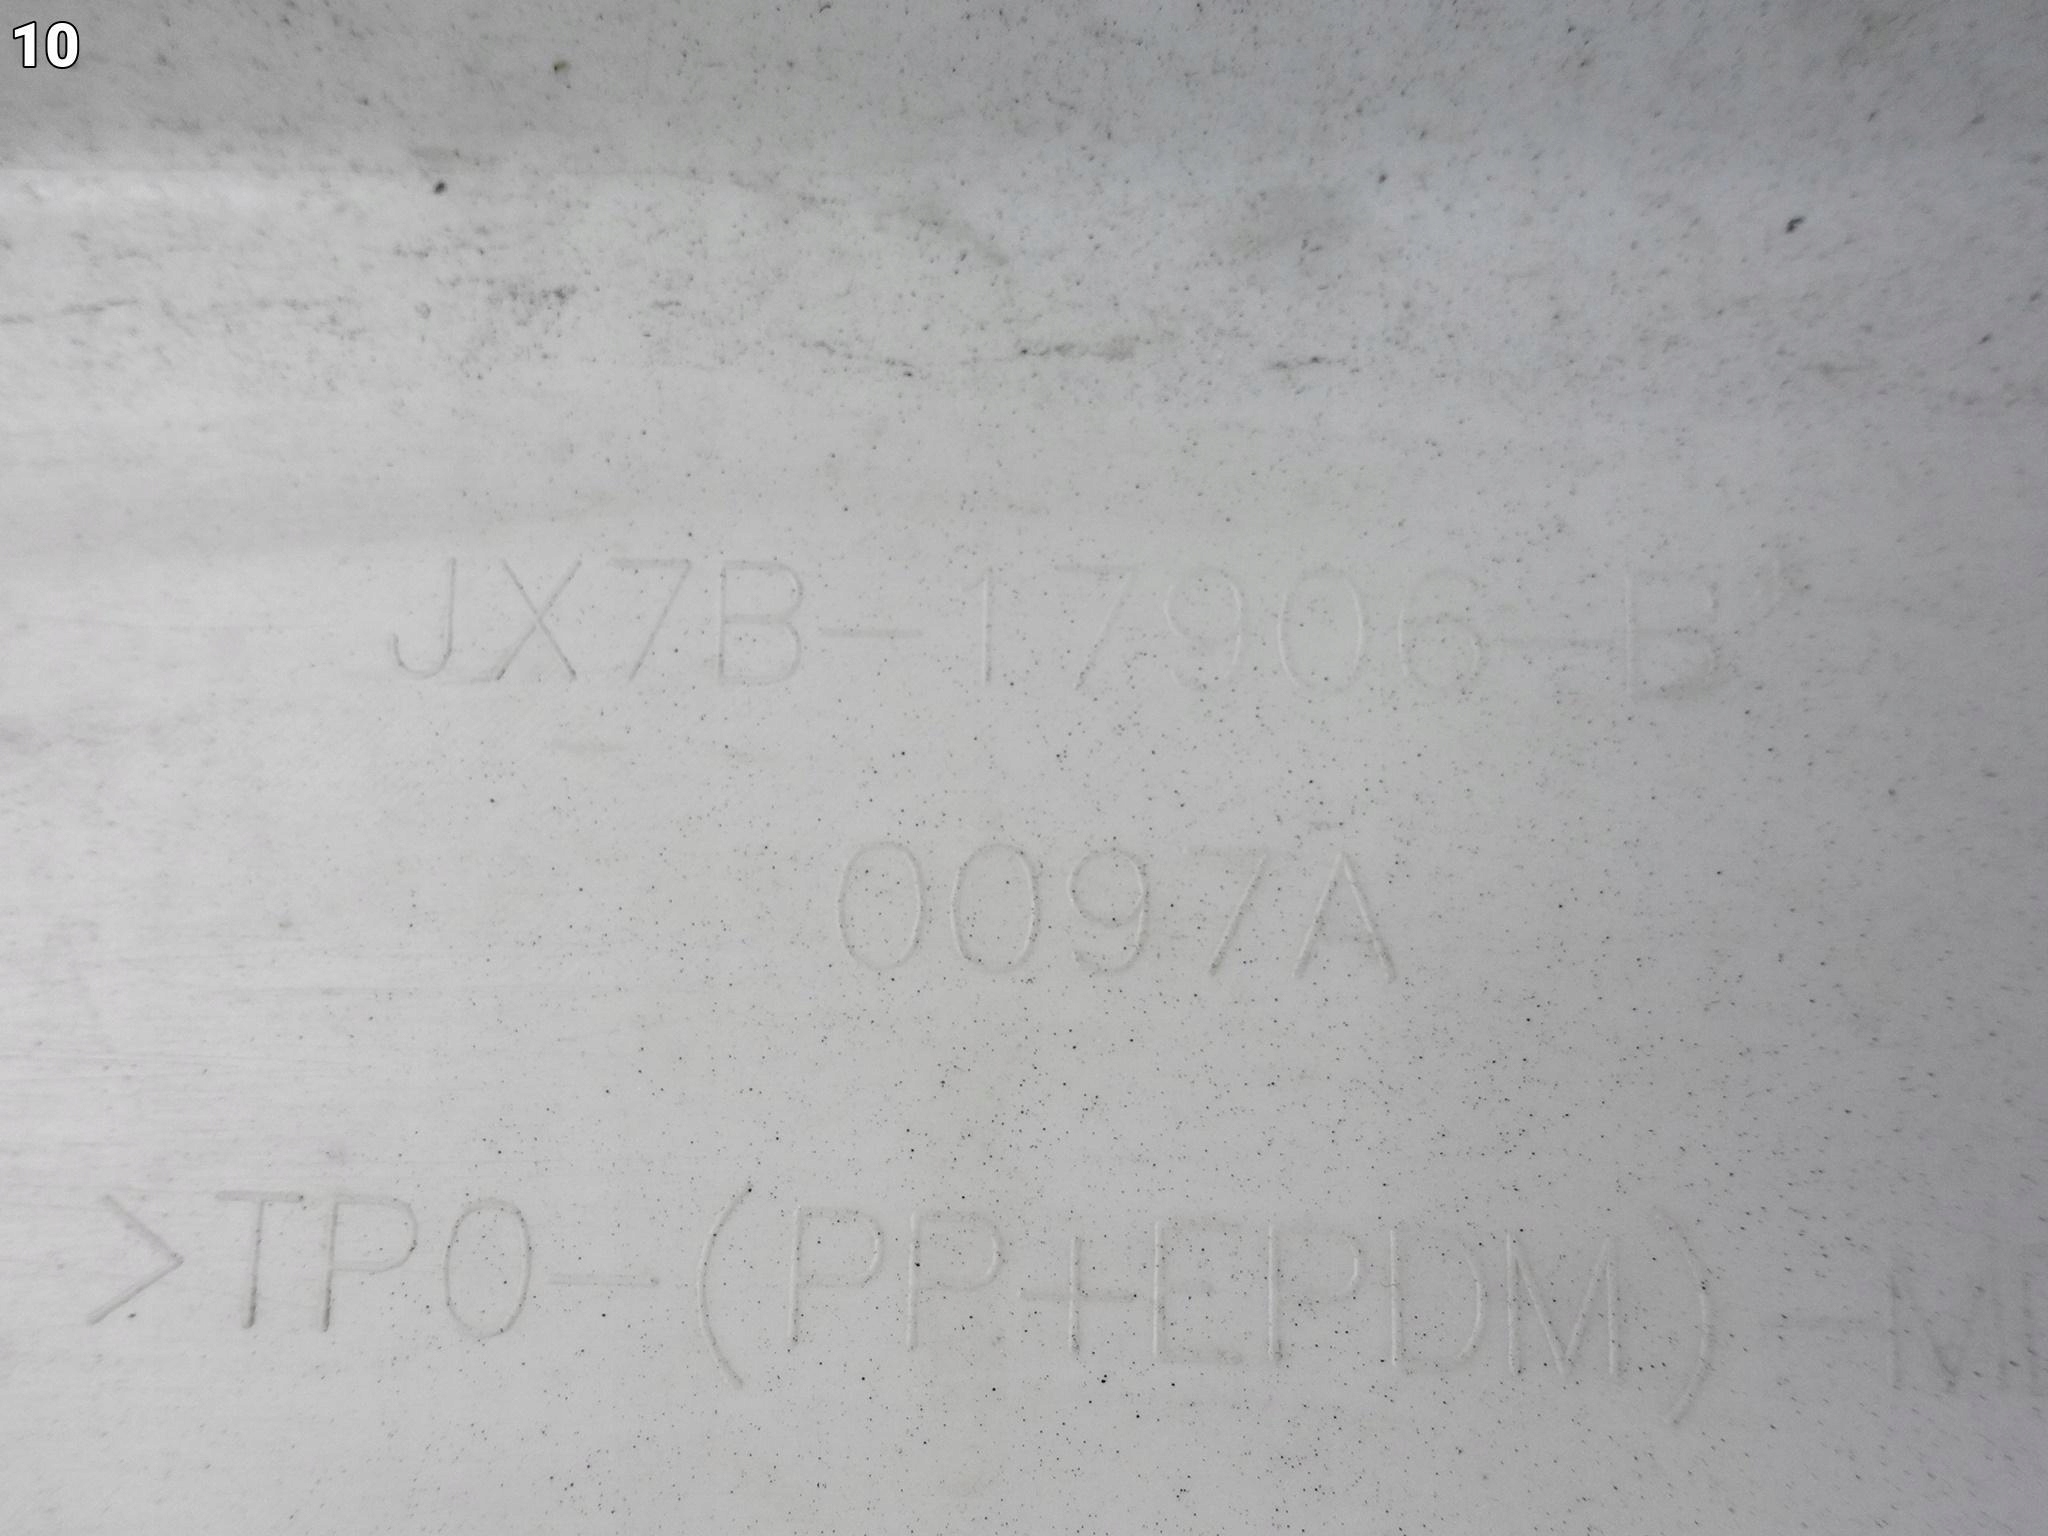 10
JX7B-17906-B
0097A
>TPO-(PP+EPDM)-M